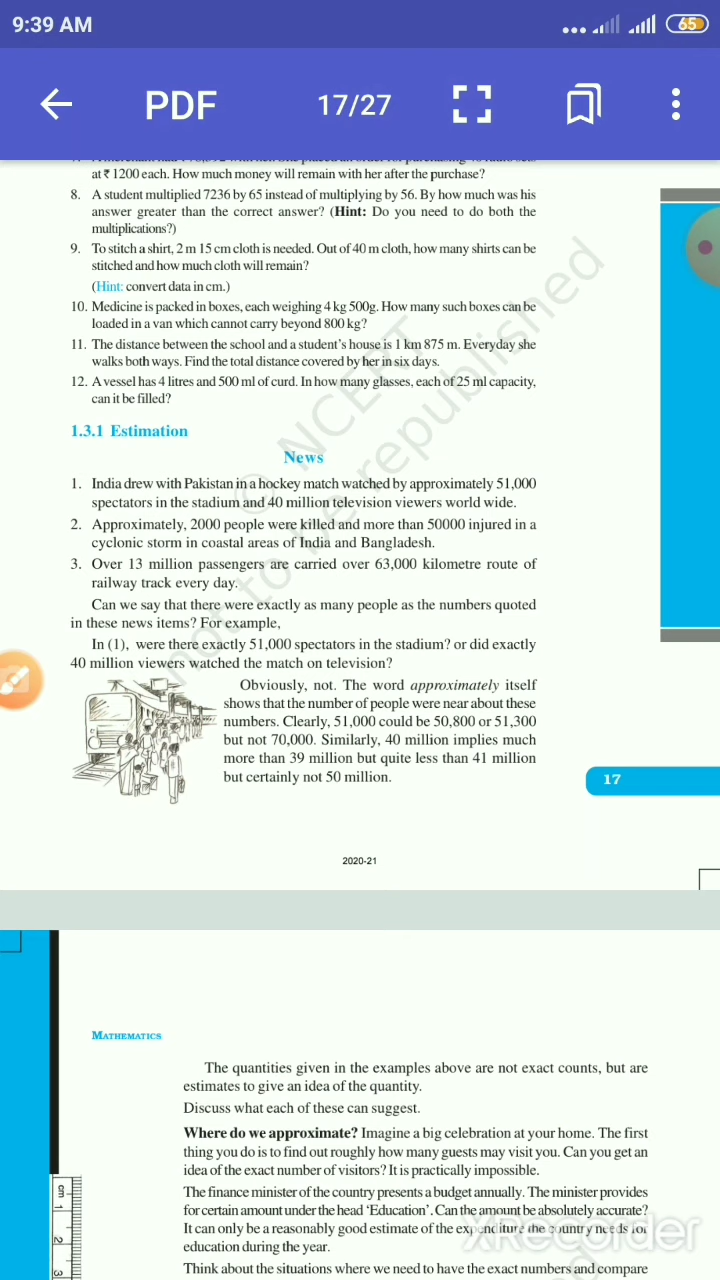 9:39 AM
65
PDF
17/27
at ₹ 1200 each. How much money will remain with her after the purchase?
8. A student multiplied 7236 by 65 instead of multiplying by 56. By how much was his
answer greater than the correct answer? (Hint: Do you need to do both the
multiplications?)
9. To stitch a shirt, 2 m 15 cm cloth is needed. Out of 40 m cloth, how many shirts can be
stitched and how much cloth will remain?
(Hint: convert data in cm.)
10. Medicine is packed in boxes, each weighing 4 kg 500g. How many such boxes can be
loaded in a van which cannot carry beyond 800 kg?
11. The distance between the school and a student's house is 1 km 875 m. Everyday she
walks both ways. Find the total distance covered by her in six days.
12. A vessel has 4 litres and 500 ml of curd. In how many glasses, each of 25 ml capacity,
can it be filled?
1.3.1 Estimation
News
1. India drew with Pakistan in a hockey match watched by approximately 51,000
spectators in the stadium and 40 million television viewers world wide.
2. Approximately, 2000 people were killed and more than 50000 injured in a
cyclonic storm in coastal areas of India and Bangladesh.
3. Over 13 million passengers are carried over 63,000 kilometre route of
railway track every day.
Can we say that there were exactly as many people as the numbers quoted
in these news items? For example,
In (1), were there exactly 51,000 spectators in the stadium? or did exactly
40 million viewers watched the match on television?
Obviously, not. The word approximately itself
shows that the number of people were near about these
numbers. Clearly, 51,000 could be 50,800 or 51,300
but not 70,000. Similarly, 40 million implies much
more than 39 million but quite less than 41 million
but certainly not 50 million.
17
© NCERT
not to be republished
2020-21
MATHEMATICS
The quantities given in the examples above are not exact counts, but are
estimates to give an idea of the quantity.
Discuss what each of these can suggest.
Where do we approximate? Imagine a big celebration at your home. The first
thing you do is to find out roughly how many guests may visit you. Can you get an
idea of the exact number of visitors? It is practically impossible.
The finance minister of the country presents a budget annually. The minister provides
for certain amount under the head 'Education'. Can the amount be absolutely accurate?
It can only be a reasonably good estimate of the expenditure the country needs for
education during the year.
Think about the situations where we need to have the exact numbers and compare
cm 1 2 3
XRecorder